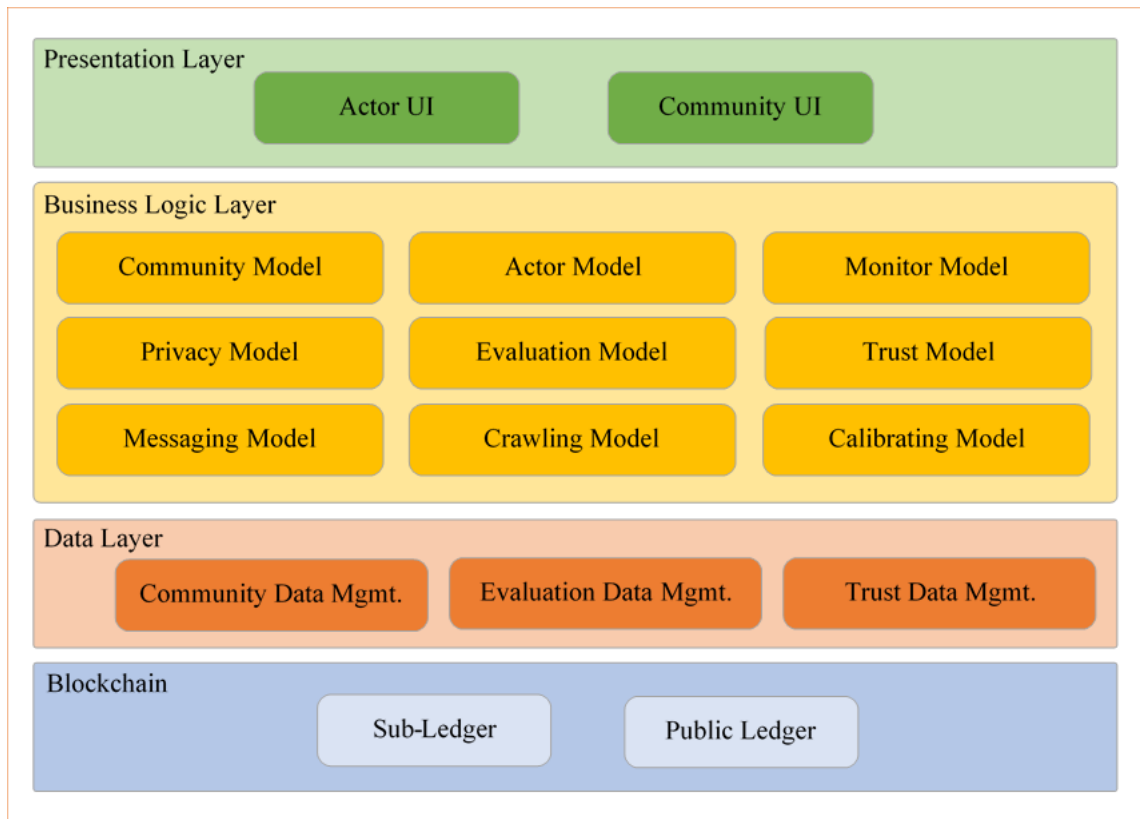 Presentation Layer
Actor UI
Community UI
Business Logic Layer
Community Model
Actor Model
Monitor Model
Privacy Model
Evaluation Model
Trust Model
Messaging Model
Crawling Model
Calibrating Model
Data Layer
Community Data Mgmt.
Evaluation Data Mgmt.
Trust Data Mgmt.
Blockchain
Sub-Ledger
Public Ledger